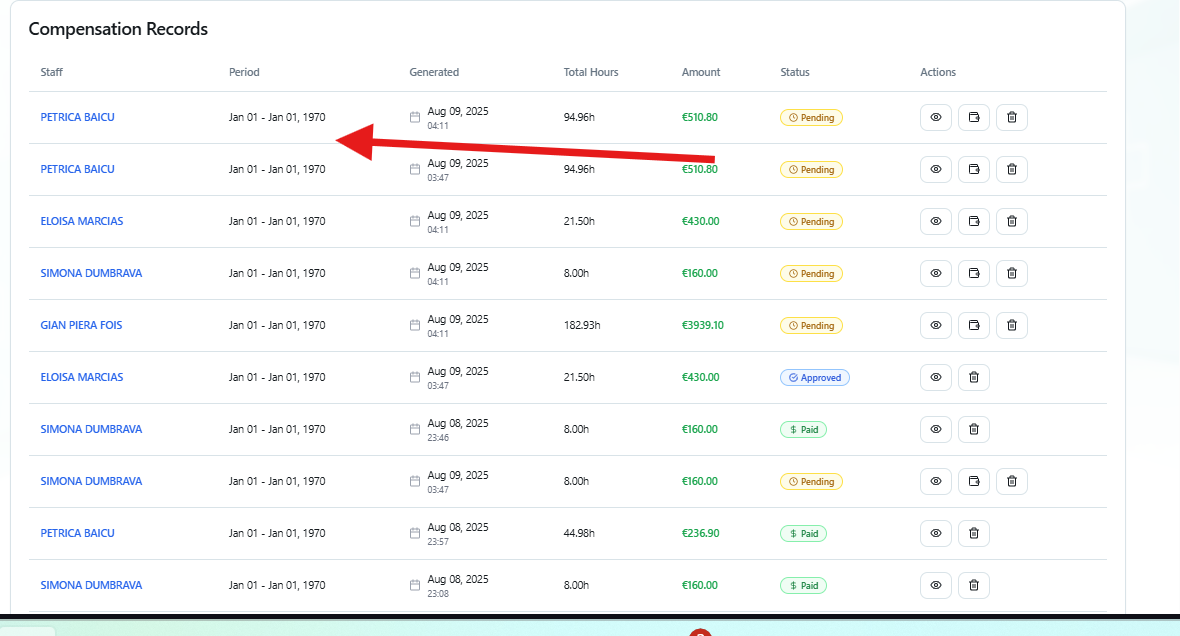 Compensation Records
Staff Period Generated Total Hours Amount Status Actions
PETRICA BAICU Jan 01 - Jan 01, 1970 Aug 09, 2025 94.96h €510.80 Pending
04:11
PETRICA BAICU Jan 01 - Jan 01, 1970 Aug 09, 2025 94.96h €510.80 Pending
03:47
ELOISA MARCIAS Jan 01 - Jan 01, 1970 Aug 09, 2025 21.50h €430.00 Pending
04:11
SIMONA DUMBRAVA Jan 01 - Jan 01, 1970 Aug 09, 2025 8.00h €160.00 Pending
04:11
GIAN PIERA FOIS Jan 01 - Jan 01, 1970 Aug 09, 2025 182.93h €3939.10 Pending
04:11
ELOISA MARCIAS Jan 01 - Jan 01, 1970 Aug 09, 2025 21.50h €430.00 Approved
03:47
SIMONA DUMBRAVA Jan 01 - Jan 01, 1970 Aug 08, 2025 8.00h €160.00 Paid
23:46
SIMONA DUMBRAVA Jan 01 - Jan 01, 1970 Aug 09, 2025 8.00h €160.00 Pending
03:47
PETRICA BAICU Jan 01 - Jan 01, 1970 Aug 08, 2025 44.98h €236.90 Paid
23:57
SIMONA DUMBRAVA Jan 01 - Jan 01, 1970 Aug 08, 2025 8.00h €160.00 Paid
23:08